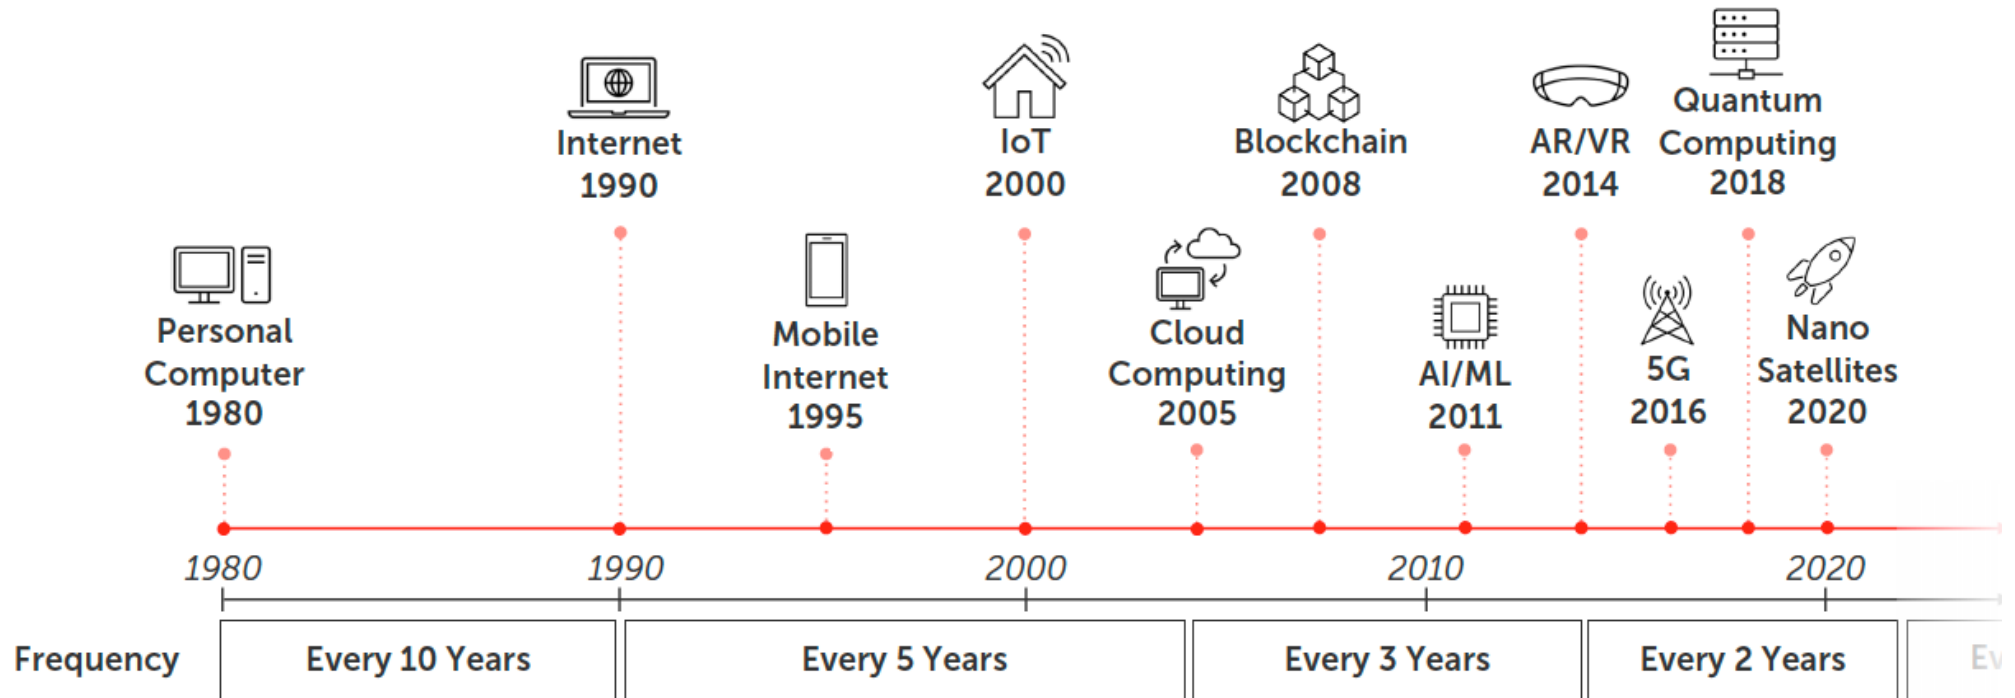 Quantum
Computing
2018
Internet
1990
IoT
2000
Blockchain
2008
AR/VR
2014
Personal
Computer
1980
Mobile
Internet
1995
Cloud
Computing
2005
AI/ML
2011
5G
2016
Nano
Satellites
2020
1980
1990
2000
2010
2020
Frequency
Every 10 Years
Every 5 Years
Every 3 Years
Every 2 Years